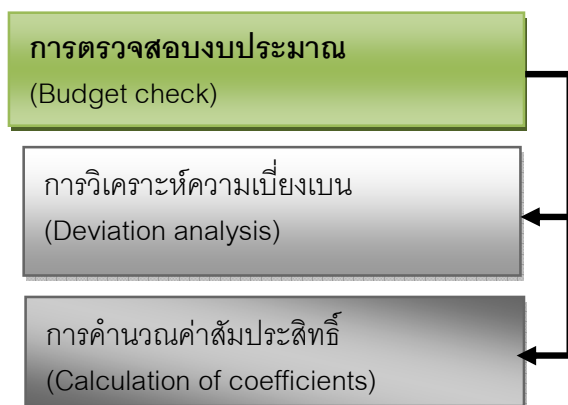 การตรวจสอบงบประมาณ
(Budget check)
การวิเคราะห์ความเบี่ยงเบน
(Deviation analysis)
การคำนวณค่าสัมประสิทธิ์
(Calculation of coefficients)